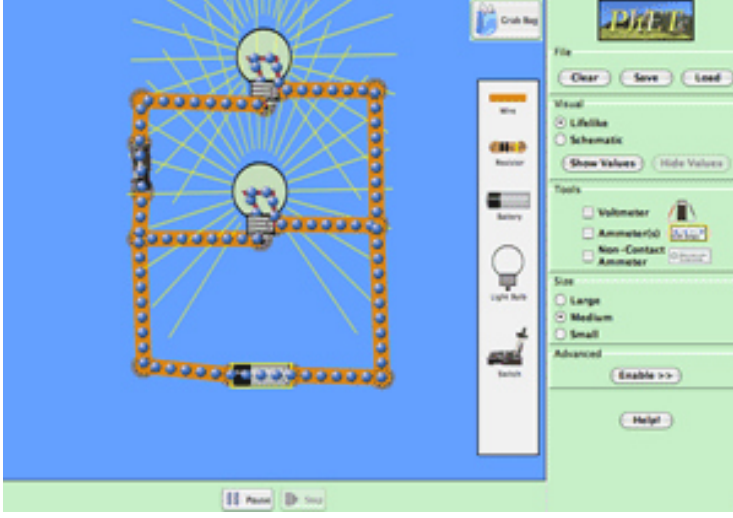 Grab Bag
PhET
File
Clear Save Load
Visual
Lifelike
Schematic
Show Values Hide Values
Wire
Resistor
Battery
Light Bulb
Switch
Tools
Voltmeter
Ammeter(s)
Non-Contact
Ammeter
Size
Large
Medium
Small
Advanced
Enable >>
Help!
Pause Step